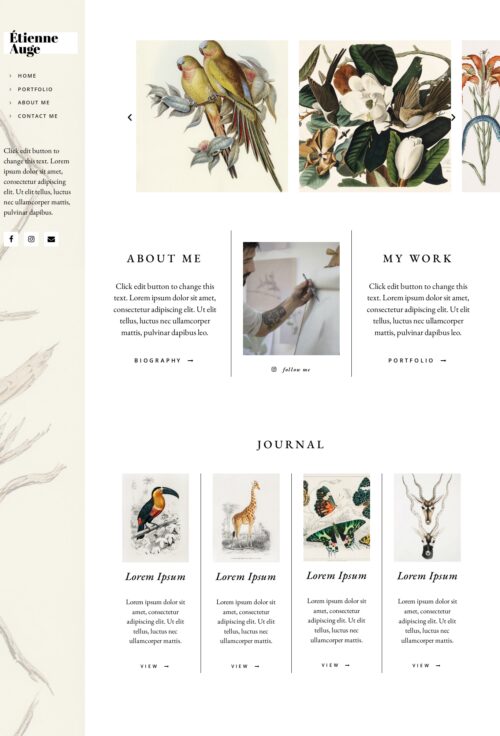 Étienne
Auge
HOME
PORTFOLIO
ABOUT ME
CONTACT ME
Click edit button to
change this text. Lorem
ipsum dolor sit amet,
consectetur adipiscing
elit. Ut elit tellus, luctus
nec ullamcorper mattis,
pulvinar dapibus.
ABOUT ME
Click edit button to change this
text. Lorem ipsum dolor sit amet,
consectetur adipiscing elit. Ut elit
tellus, luctus nec ullamcorper
mattis, pulvinar dapibus leo.
BIOGRAPHY →
follow me
MY WORK
Click edit button to change this
text. Lorem ipsum dolor sit amet,
consectetur adipiscing elit. Ut elit
tellus, luctus nec ullamcorper
mattis, pulvinar dapibus leo.
PORTFOLIO →
JOURNAL
Lorem Ipsum
Lorem ipsum dolor sit
amet, consectetur
adipiscing elit. Ut elit
tellus, luctus nec
ullamcorper mattis.
VIEW →
Lorem Ipsum
Lorem ipsum dolor sit
amet, consectetur
adipiscing elit. Ut elit
tellus, luctus nec
ullamcorper mattis.
VIEW →
Lorem Ipsum
Lorem ipsum dolor sit
amet, consectetur
adipiscing elit. Ut elit
tellus, luctus nec
ullamcorper mattis.
VIEW →
Lorem Ipsum
Lorem ipsum dolor sit
amet, consectetur
adipiscing elit. Ut elit
tellus, luctus nec
ullamcorper mattis.
VIEW →